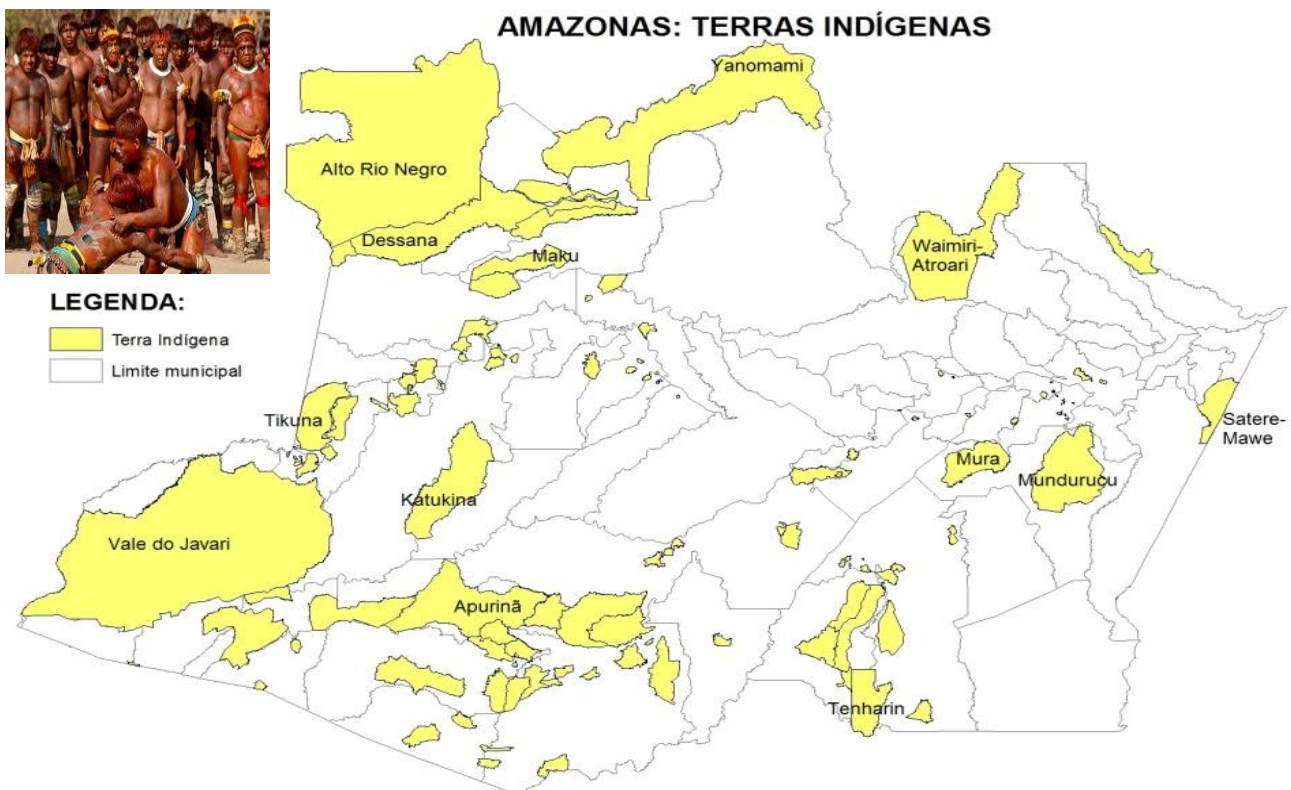 AMAZONAS: TERRAS INDÍGENAS
Yanomami
Alto Rio Negro
Dessana
Maku
Waimiri-
Atroari
LEGENDA:
Terra Indígena
Limite municipal
Tikuna
Satere-
Mawe
Mura
Munduruçu
Katukina
Vale do Javari
Apurinã
Tenharin